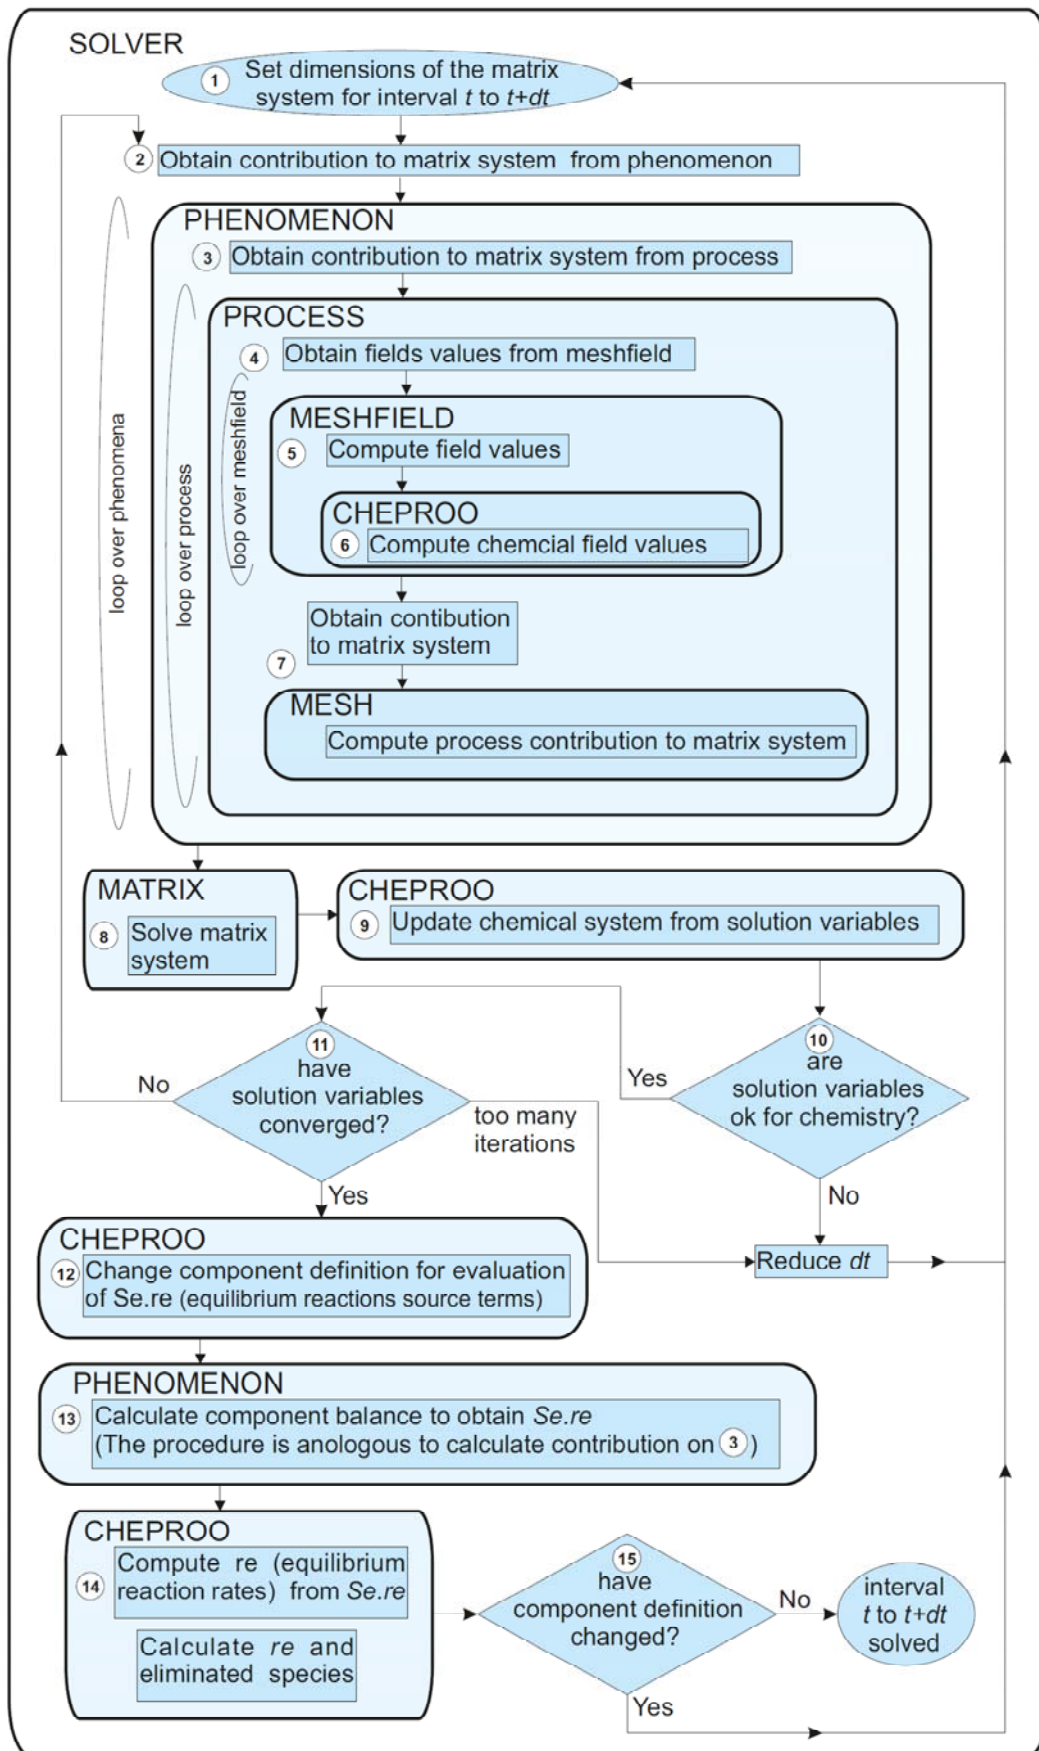 SOLVER
1 Set dimensions of the matrix
system for interval t to t+dt
2 Obtain contribution to matrix system from phenomenon
PHENOMENON
3 Obtain contribution to matrix system from process
PROCESS
4 Obtain fields values from meshfield
MESHFIELD
5 Compute field values
CHEPROO
6 Compute chemcial field values
loop over phenomena
loop over process
loop over meshfield
Obtain contibution
to matrix system
7
MESH
Compute process contribution to matrix system
MATRIX
8 Solve matrix
system
CHEPROO
9 Update chemical system from solution variables
10
are
solution variables
ok for chemistry?
Yes
No
11
have
solution variables
converged?
No
too many
iterations
Yes
Reduce dt
CHEPROO
12 Change component definition for evaluation
of Se.re (equilibrium reactions source terms)
PHENOMENON
13 Calculate component balance to obtain Se.re
(The procedure is anologous to calculate contribution on 3 )
CHEPROO
14 Compute re (equilibrium
reaction rates) from Se.re
Calculate re and
eliminated species
15
have
component definition
changed?
No
Yes
interval
t to t+dt
solved